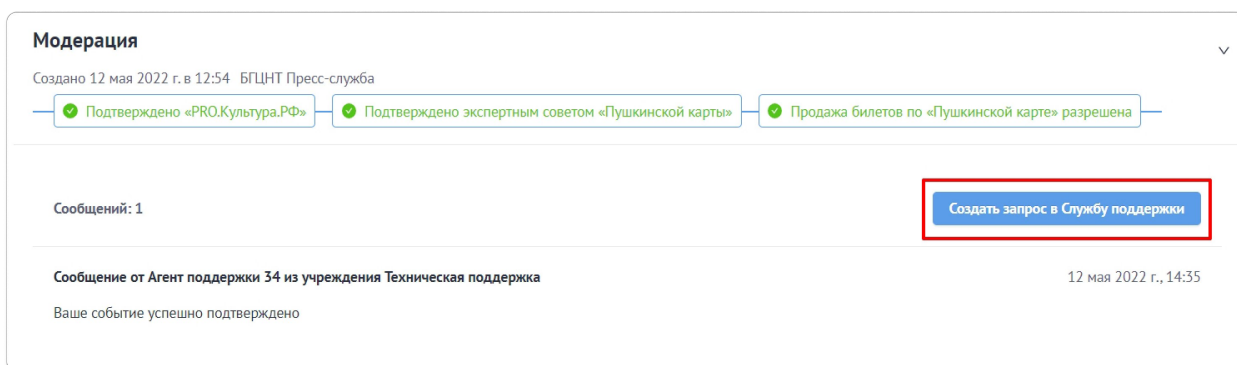 Модерация
Создано 12 мая 2022 г. в 12:54 БГЦНТ Пресс-служба
Подтверждено «PRO.Культура.РФ» Подтверждено экспертным советом «Пушкинской карты» Продажа билетов по «Пушкинской карте» разрешена
Сообщений: 1 Создать запрос в Службу поддержки
Сообщение от Агент поддержки 34 из учреждения Техническая поддержка 12 мая 2022 г., 14:35
Ваше событие успешно подтверждено